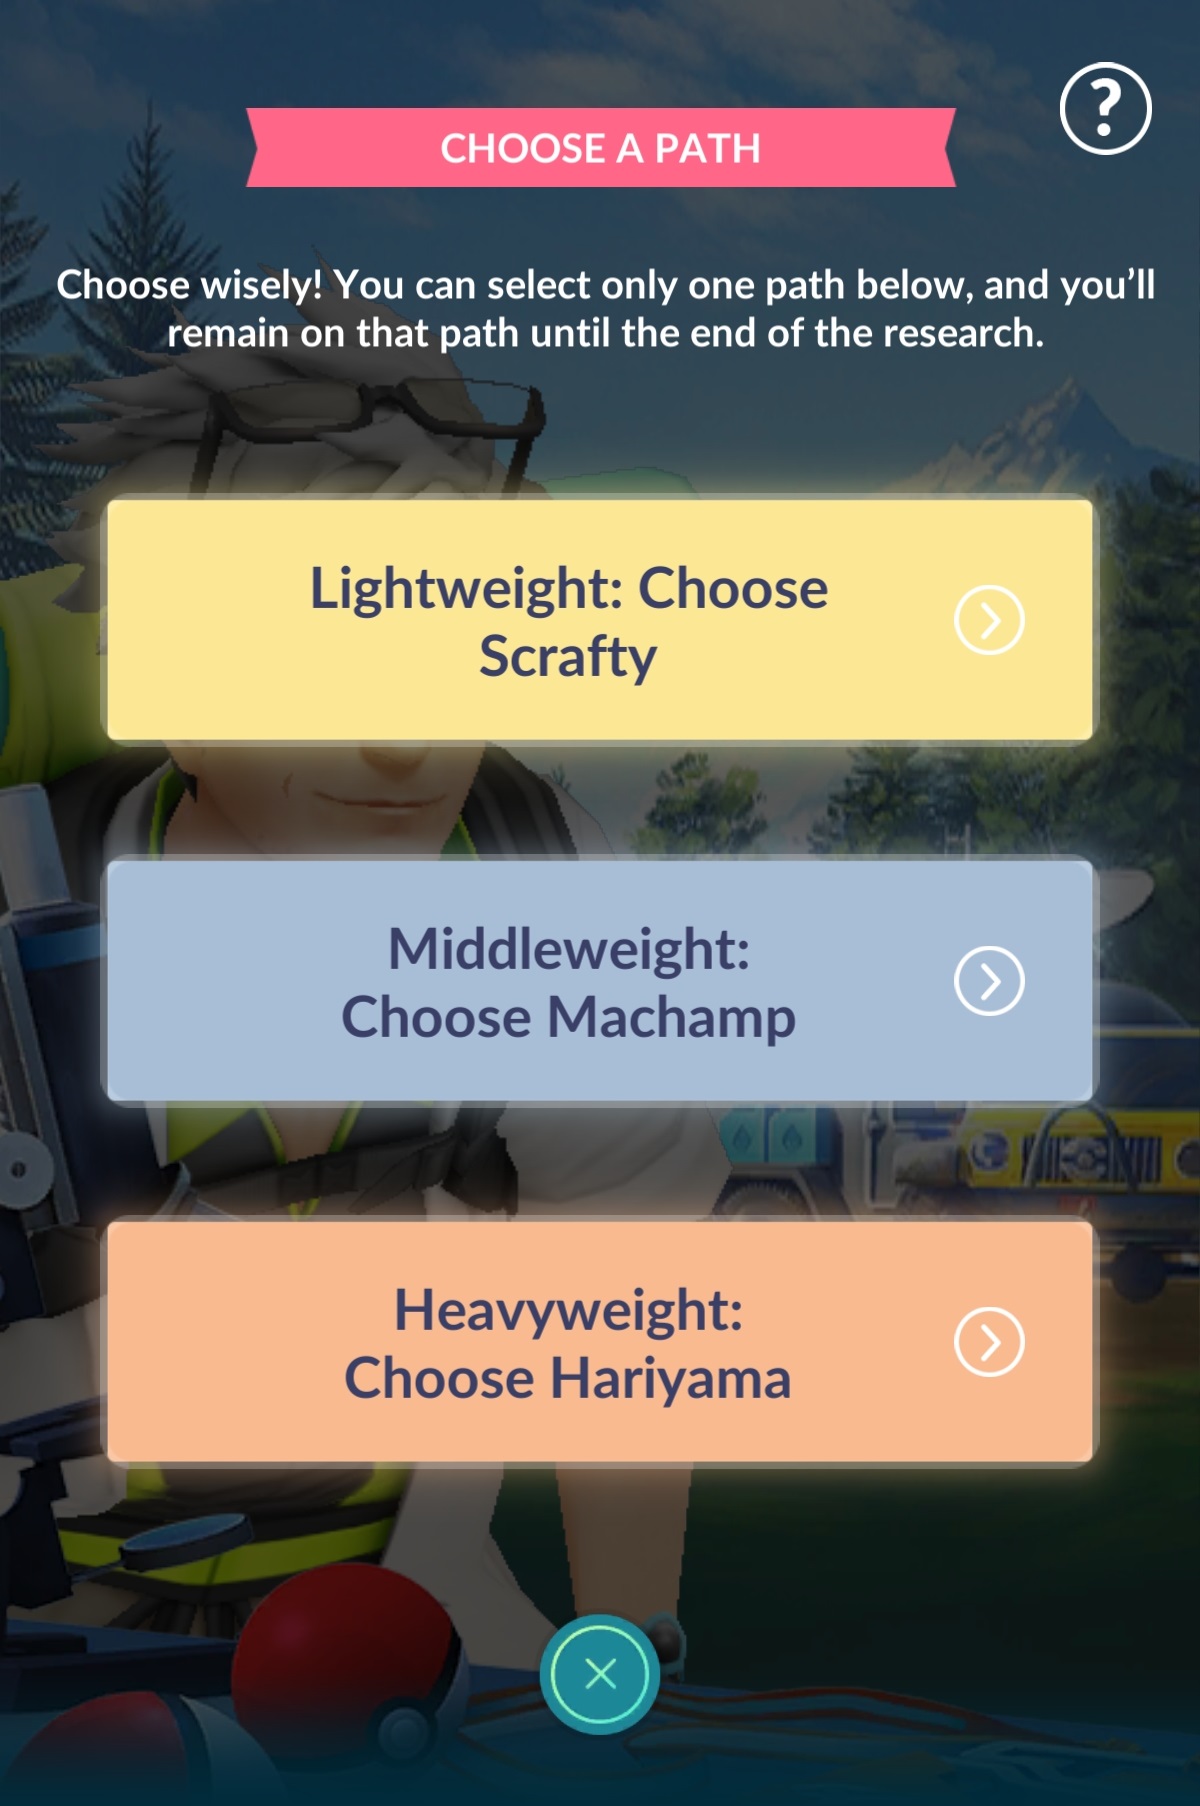 ?
CHOOSE A PATH
Choose wisely! You can select only one path below, and you’ll
remain on that path until the end of the research.
Lightweight: Choose
Scrafty
Middleweight:
Choose Machamp
Heavyweight:
Choose Hariyama